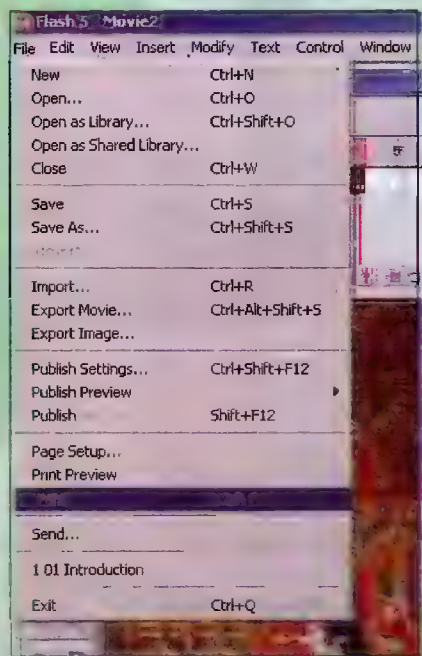 Flash 5 Movie2
File Edit View Insert Modify Text Control Window
New Ctrl+N
Open... Ctrl+O
Open as Library... Ctrl+Shift+O
Open as Shared Library...
Close Ctrl+W
Save Ctrl+S
Save As... Ctrl+Shift+S
Import... Ctrl+R
Export Movie... Ctrl+Alt+Shift+S
Export Image...
Publish Settings... Ctrl+Shift+F12
Publish Preview
Publish Shift+F12
Page Setup...
Print Preview
Send...
1 01 Introduction
Exit Ctrl+Q